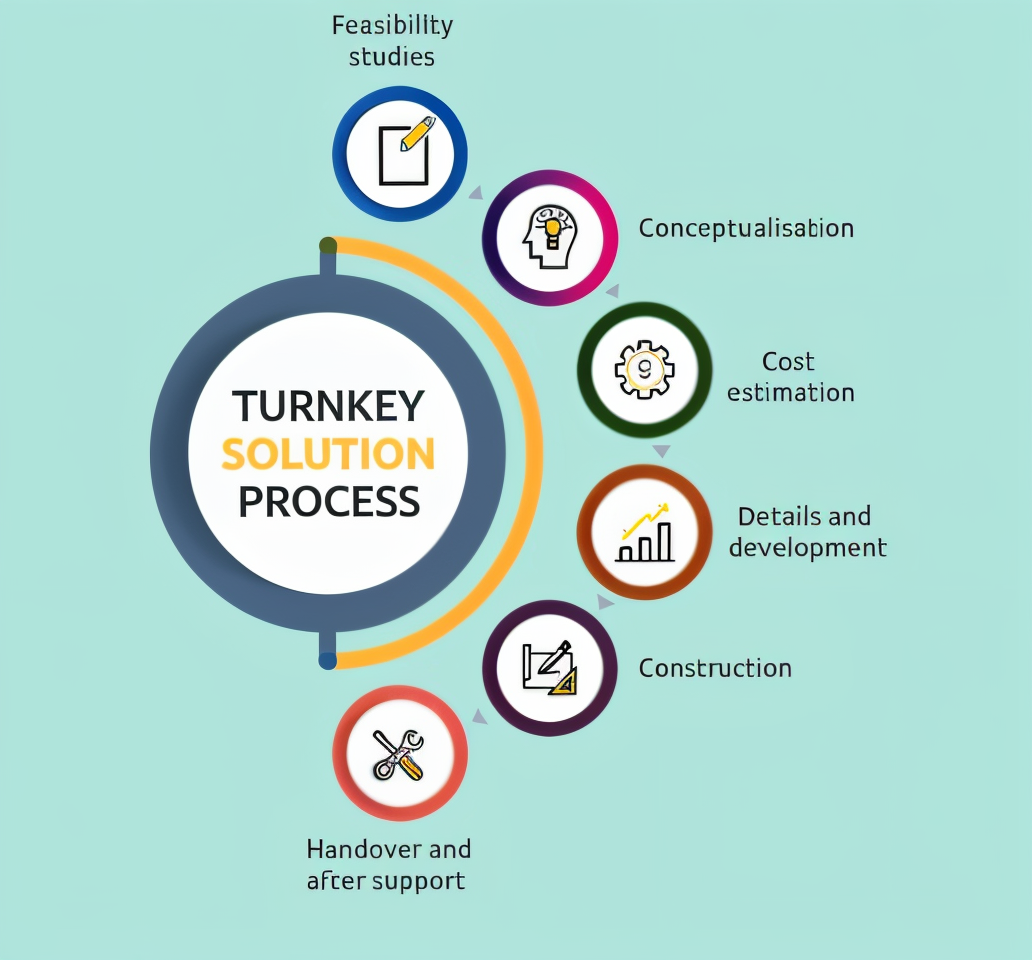 Feasibility
studies
Conceptualisation
Cost
estimation
TURNKEY
SOLUTION
PROCESS
Details and
development
Construction
Handover and
after support